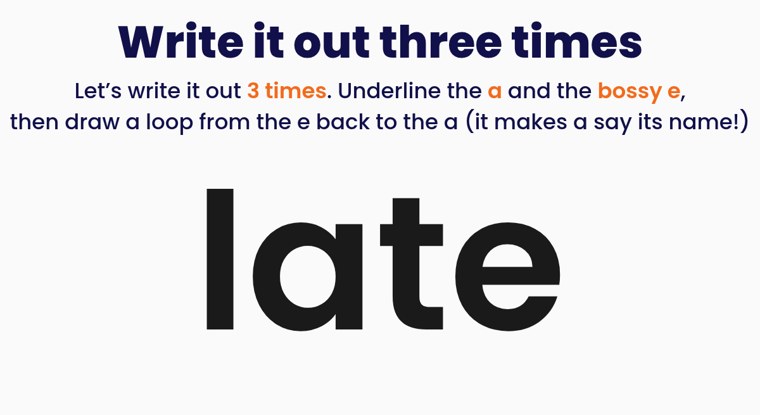 Write it out three times
Let’s write it out 3 times. Underline the a and the bossy e,
then draw a loop from the e back to the a (it makes a say its name!)
late